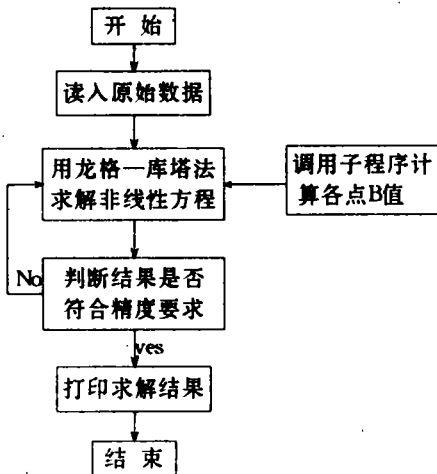 开 始
读入原始数据
用龙格—库塔法
求解非线性方程
调用子程序计
算各点B值
No
判断结果是否
符合精度要求
yes
打印求解结果
结 束